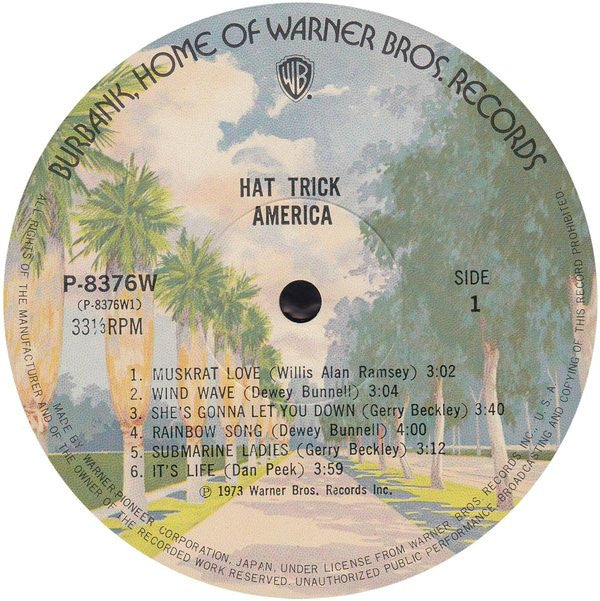 BURBANK, HOME OF WARNER BROS. RECORDS
WB
HAT TRICK
AMERICA
P-8376W
(P-8376W1)
33⅓RPM
SIDE
1
1. MUSKRAT LOVE (Willis Alan Ramsey) 3:02
2. WIND WAVE (Dewey Bunnell) 3:04
3. SHE'S GONNA LET YOU DOWN (Gerry Beckley) 3:40
4. RAINBOW SONG (Dewey Bunnell) 4:00
5. SUBMARINE LADIES (Gerry Beckley) 3:12
6. IT'S LIFE (Dan Peek) 3:59
Ⓟ 1973 Warner Bros. Records Inc.
MADE BY WARNER-PIONEER CORPORATION, JAPAN, UNDER LICENSE FROM WARNER BROS RECORDS INC., U.S.A.
ALL RIGHTS OF THE MANUFACTURER AND OF THE OWNER OF THE RECORDED WORK RESERVED. UNAUTHORIZED PUBLIC PERFORMANCE, BROADCASTING AND COPYING OF THIS RECORD PROHIBITED